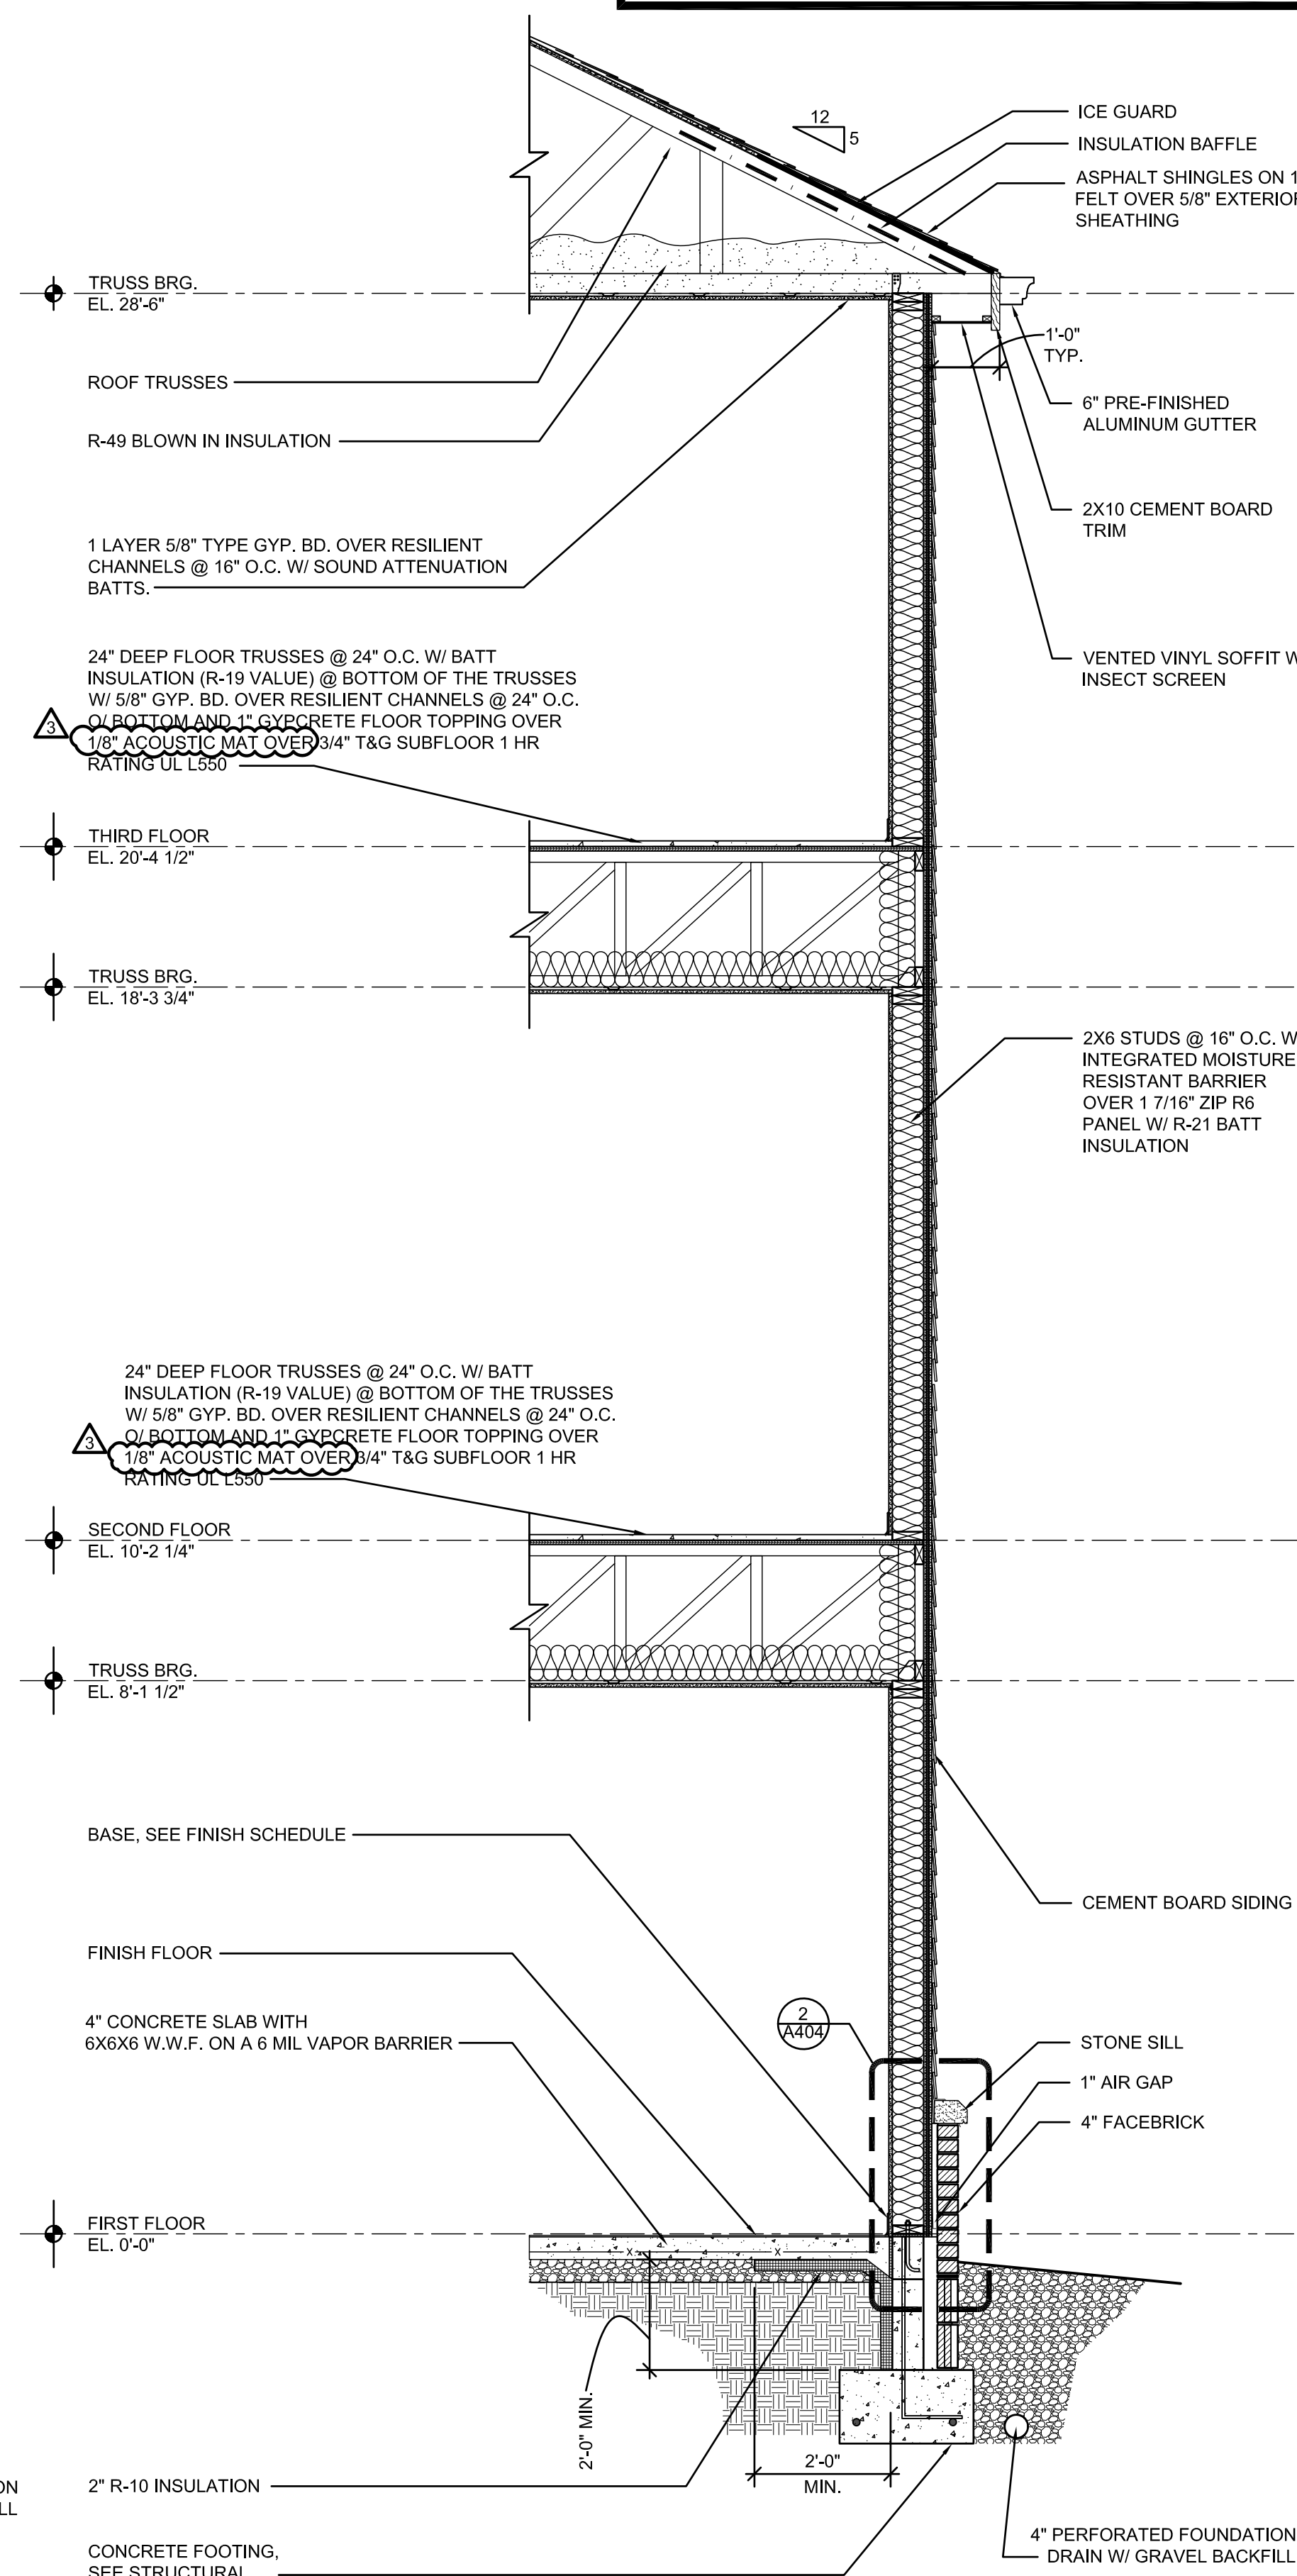 12
5
ICE GUARD
INSULATION BAFFLE
ASPHALT SHINGLES ON 1
FELT OVER 5/8" EXTERIOR
SHEATHING
TRUSS BRG.
EL. 28'-6"
1'-0"
TYP.
ROOF TRUSSES
6" PRE-FINISHED
ALUMINUM GUTTER
R-49 BLOWN IN INSULATION
2X10 CEMENT BOARD
TRIM
1 LAYER 5/8" TYPE GYP. BD. OVER RESILIENT
CHANNELS @ 16" O.C. W/ SOUND ATTENUATION
BATTS.
VENTED VINYL SOFFIT W
INSECT SCREEN
24" DEEP FLOOR TRUSSES @ 24" O.C. W/ BATT
INSULATION (R-19 VALUE) @ BOTTOM OF THE TRUSSES
W/ 5/8" GYP. BD. OVER RESILIENT CHANNELS @ 24" O.C.
O/ BOTTOM AND 1" GYPCRETE FLOOR TOPPING OVER
3
1/8" ACOUSTIC MAT OVER 3/4" T&G SUBFLOOR 1 HR
RATING UL L550
THIRD FLOOR
EL. 20'-4 1/2"
TRUSS BRG.
EL. 18'-3 3/4"
2X6 STUDS @ 16" O.C. W
INTEGRATED MOISTURE
RESISTANT BARRIER
OVER 1 7/16" ZIP R6
PANEL W/ R-21 BATT
INSULATION
24" DEEP FLOOR TRUSSES @ 24" O.C. W/ BATT
INSULATION (R-19 VALUE) @ BOTTOM OF THE TRUSSES
W/ 5/8" GYP. BD. OVER RESILIENT CHANNELS @ 24" O.C.
O/ BOTTOM AND 1" GYPCRETE FLOOR TOPPING OVER
3
1/8" ACOUSTIC MAT OVER 3/4" T&G SUBFLOOR 1 HR
RATING UL L550
SECOND FLOOR
EL. 10'-2 1/4"
TRUSS BRG.
EL. 8'-1 1/2"
BASE, SEE FINISH SCHEDULE
CEMENT BOARD SIDING
FINISH FLOOR
4" CONCRETE SLAB WITH
6X6X6 W.W.F. ON A 6 MIL VAPOR BARRIER
2
A404
STONE SILL
1" AIR GAP
4" FACEBRICK
FIRST FLOOR
EL. 0'-0"
X
X
2'-0" MIN.
2'-0"
MIN.
ON
LL
2" R-10 INSULATION
4" PERFORATED FOUNDATION
DRAIN W/ GRAVEL BACKFILL
CONCRETE FOOTING,
SEE STRUCTURAL